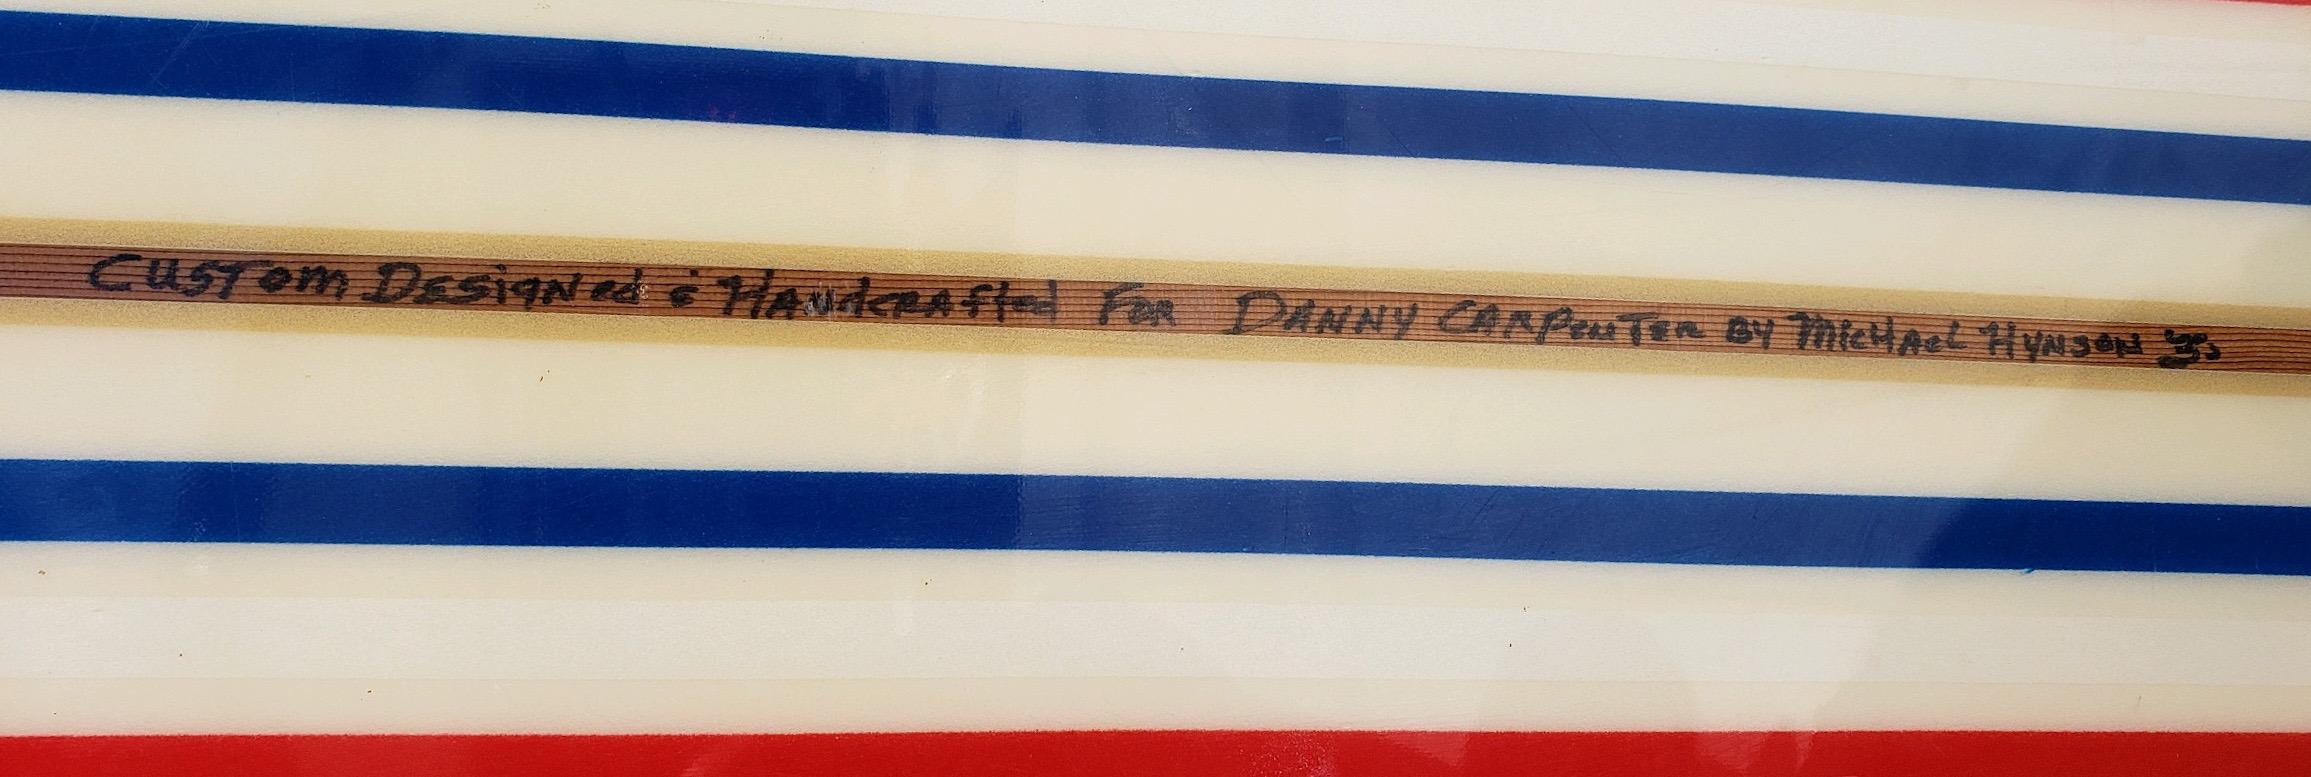 Custom Designed & Handcrafted For Danny Carpenter By Michael Hynson